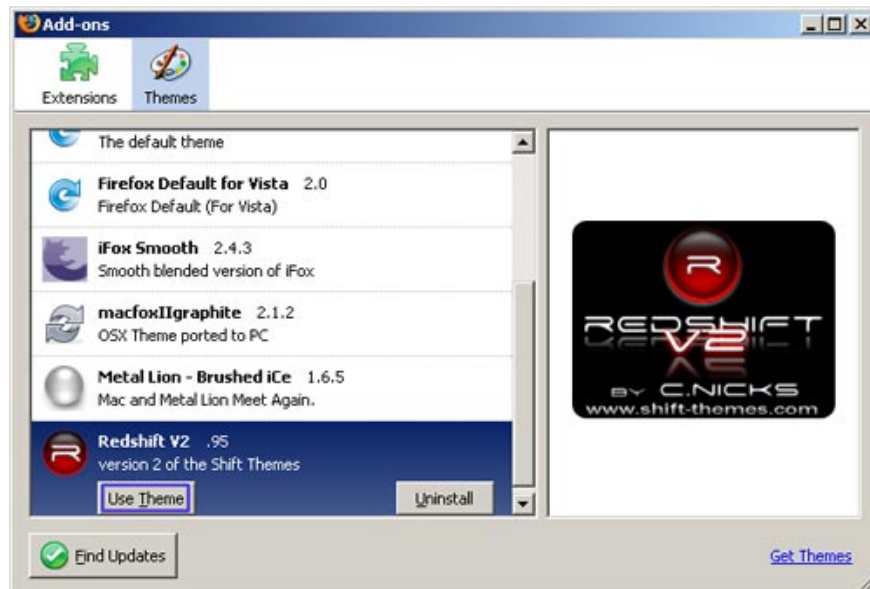 Add-ons
Extensions Themes
The default theme
Firefox Default for Vista 2.0
Firefox Default (For Vista)
iFox Smooth 2.4.3
Smooth blended version of iFox
macfoxIIgraphite 2.1.2
OSX Theme ported to PC
Metal Lion - Brushed iCe 1.6.5
Mac and Metal Lion Meet Again.
Redshift V2 .95
version 2 of the Shift Themes
Use Theme Uninstall
R
REDSHIFT
V2
BY C.NICKS
www.shift-themes.com
Find Updates
Get Themes